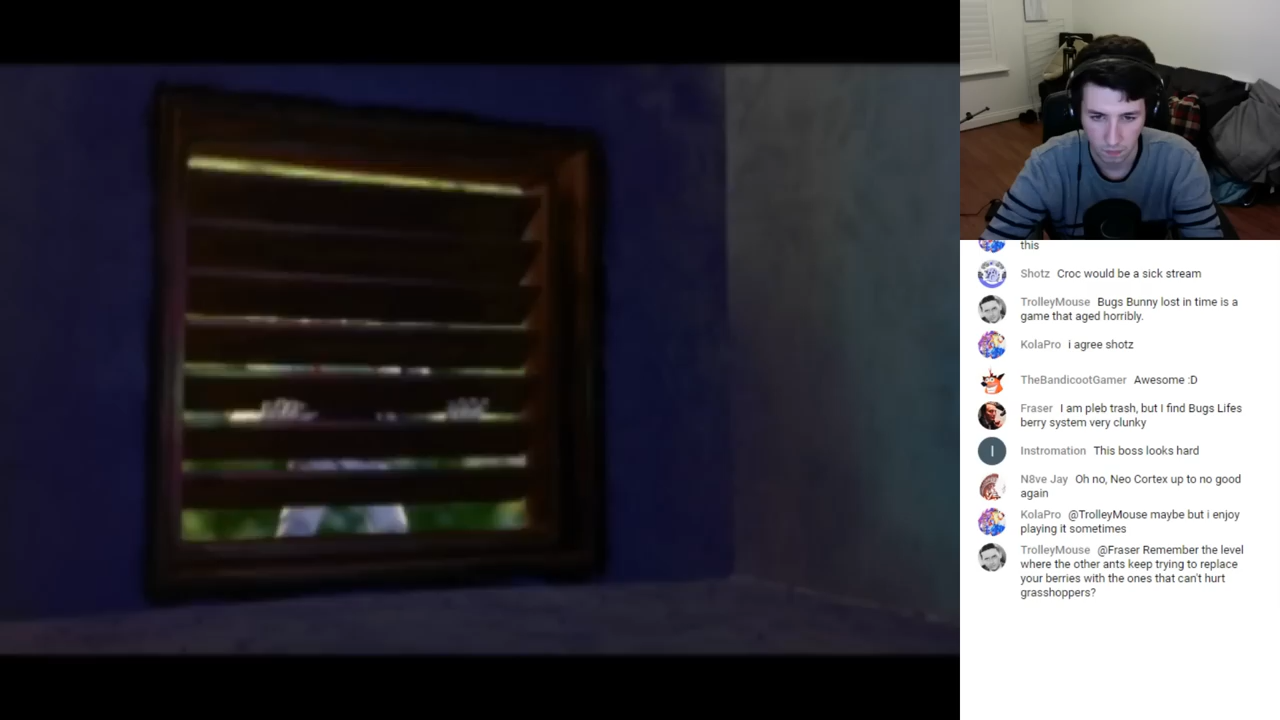 this
Shotz Croc would be a sick stream
TrolleyMouse Bugs Bunny lost in time is a
game that aged horribly.
KolaPro i agree shotz
TheBandicootGamer Awesome :D
Fraser I am pleb trash, but I find Bugs Lifes
berry system very clunky
I Instromation This boss looks hard
N8ve Jay Oh no, Neo Cortex up to no good
again
KolaPro @TrolleyMouse maybe but i enjoy
playing it sometimes
TrolleyMouse @Fraser Remember the level
where the other ants keep trying to replace
your berries with the ones that can't hurt
grasshoppers?